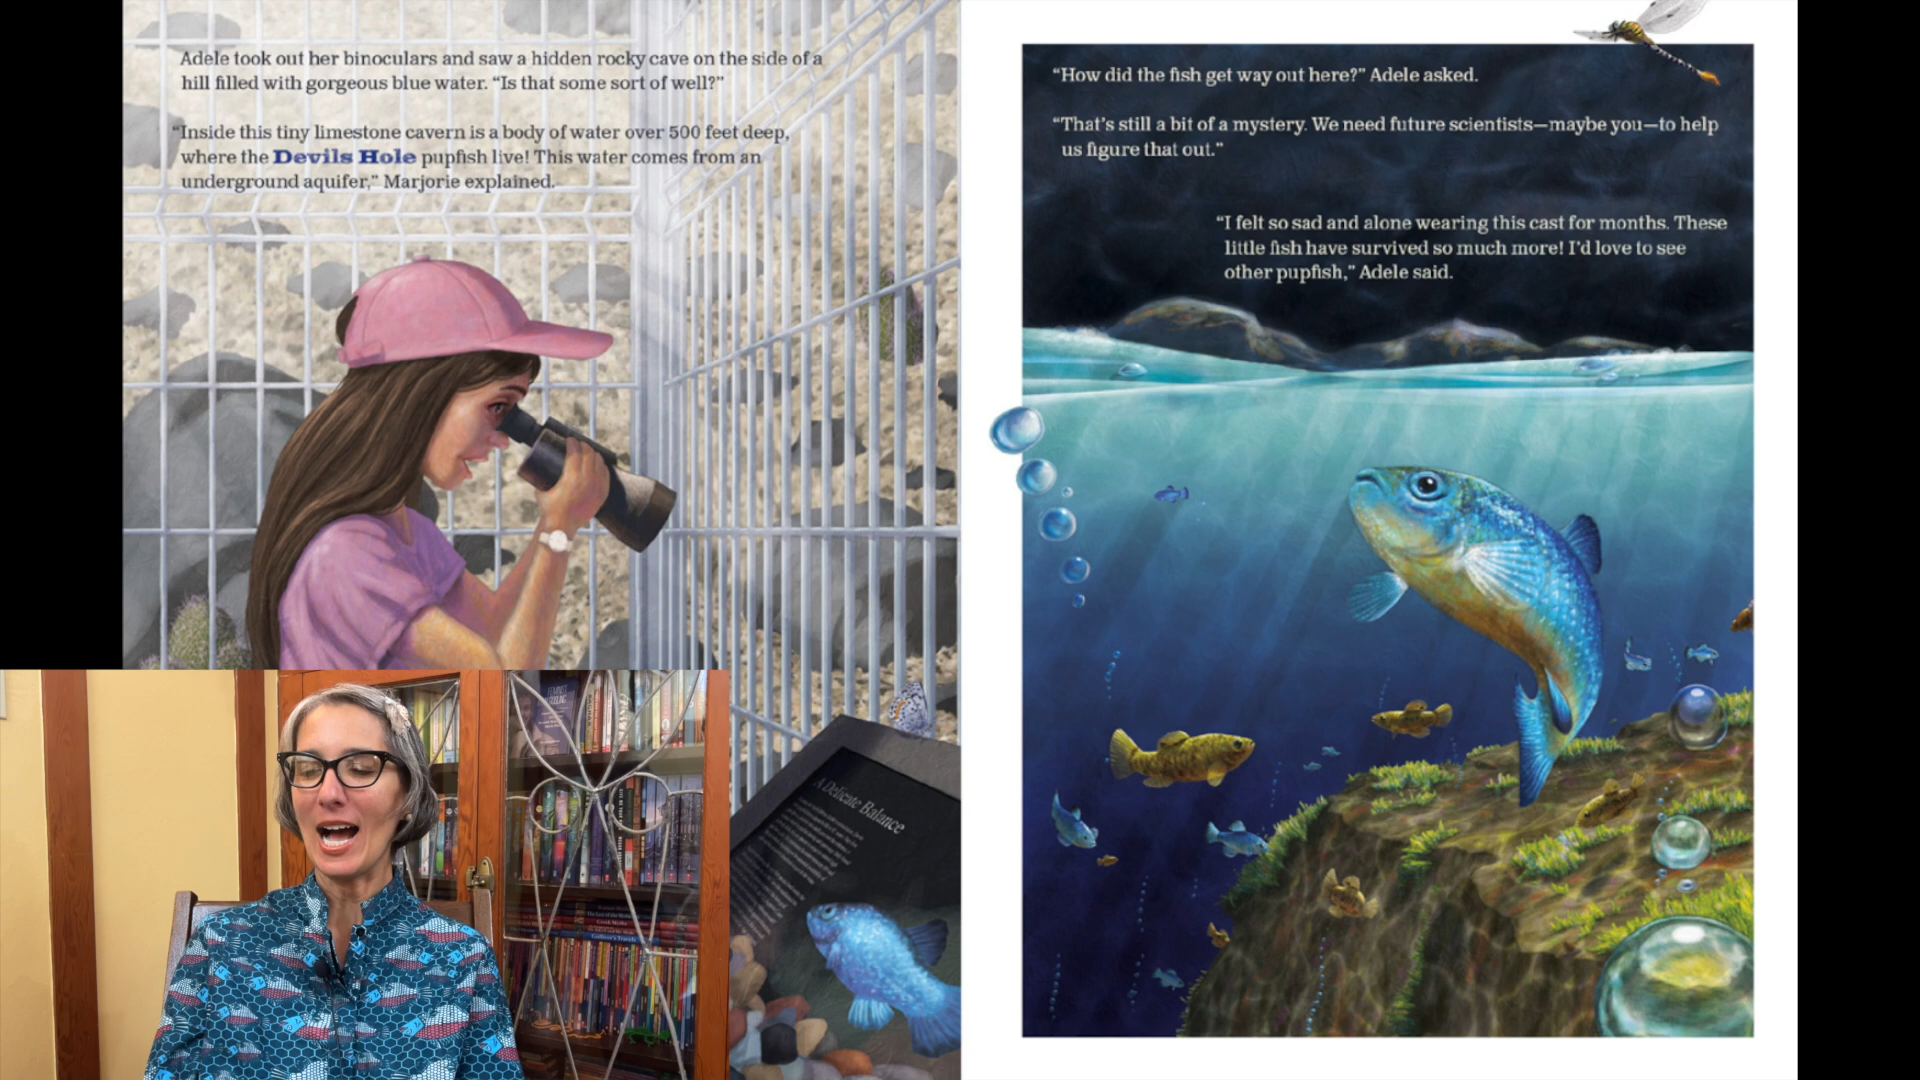 Adele took out her binoculars and saw a hidden rocky cave on the side of a
hill filled with gorgeous blue water. “Is that some sort of well?”
“Inside this tiny limestone cavern is a body of water over 500 feet deep,
where the Devils Hole pupfish live! This water comes from an
underground aquifer,” Marjorie explained.
A Delicate Balance
“How did the fish get way out here?” Adele asked.
“That’s still a bit of a mystery. We need future scientists—maybe you—to help
us figure that out.”
“I felt so sad and alone wearing this cast for months. These
little fish have survived so much more! I’d love to see
other pupfish,” Adele said.